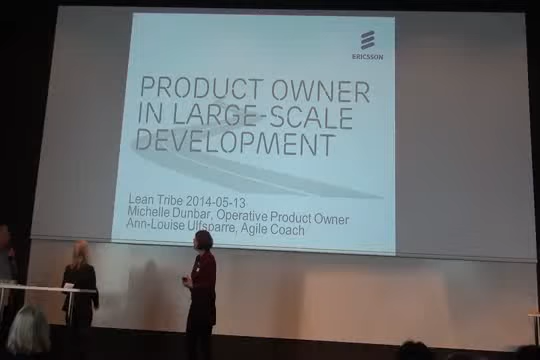 ERICSSON
PRODUCT OWNER
IN LARGE-SCALE
DEVELOPMENT
Lean Tribe 2014-05-13
Michelle Dunbar, Operative Product Owner
Ann-Louise Ulfsparre, Agile Coach